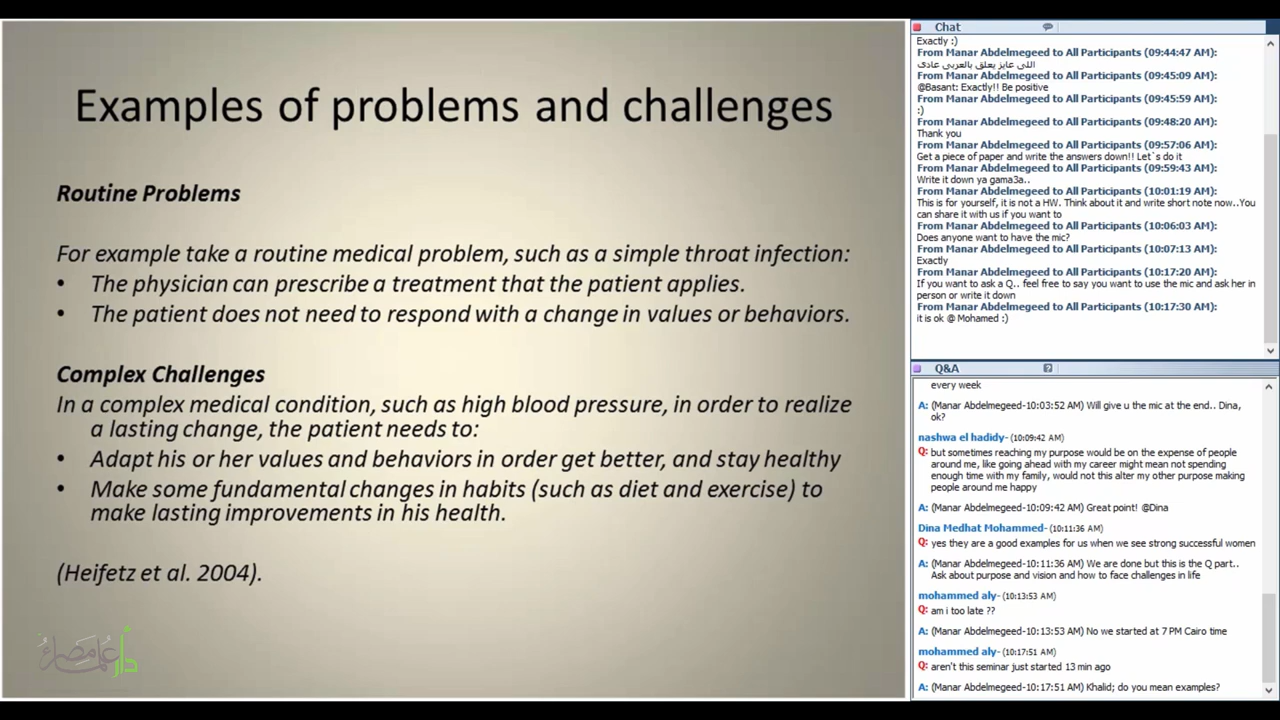 Examples of problems and challenges
Routine Problems
For example take a routine medical problem, such as a simple throat infection:
• The physician can prescribe a treatment that the patient applies.
• The patient does not need to respond with a change in values or behaviors.
Complex Challenges
In a complex medical condition, such as high blood pressure, in order to realize
a lasting change, the patient needs to:
• Adapt his or her values and behaviors in order get better, and stay healthy
• Make some fundamental changes in habits (such as diet and exercise) to
make lasting improvements in his health.
(Heifetz et al. 2004).
دار علماء مصر
Chat
Exactly :)
From Manar Abdelmegeed to All Participants (09:44:47 AM):
اللى عايز يعلق بالعربى عادى
From Manar Abdelmegeed to All Participants (09:45:09 AM):
@Basant: Exactly!! Be positive
From Manar Abdelmegeed to All Participants (09:45:59 AM):
:)
From Manar Abdelmegeed to All Participants (09:48:20 AM):
Thank you
From Manar Abdelmegeed to All Participants (09:57:06 AM):
Get a piece of paper and write the answers down!! Let`s do it
From Manar Abdelmegeed to All Participants (09:59:43 AM):
Write it down ya gama3a..
From Manar Abdelmegeed to All Participants (10:01:19 AM):
This is for yourself, it is not a HW. Think about it and write short note now..You
can share it with us if you want to
From Manar Abdelmegeed to All Participants (10:06:03 AM):
Does anyone want to have the mic?
From Manar Abdelmegeed to All Participants (10:07:13 AM):
Exactly
From Manar Abdelmegeed to All Participants (10:17:20 AM):
If you want to ask a Q.. feel free to say you want to use the mic and ask her in
person or write it down
From Manar Abdelmegeed to All Participants (10:17:30 AM):
it is ok @ Mohamed :)
Q&A
every week
A: (Manar Abdelmegeed-10:03:52 AM) Will give u the mic at the end.. Dina,
ok?
nashwa el hadidy- (10:09:42 AM)
Q: but sometimes reaching my purpose would be on the expense of people
around me, like going ahead with my career might mean not spending
enough time with my family, would not this alter my other purpose making
people around me happy
A: (Manar Abdelmegeed-10:09:42 AM) Great point! @Dina
Dina Medhat Mohammed- (10:11:36 AM)
Q: yes they are a good examples for us when we see strong successful women
A: (Manar Abdelmegeed-10:11:36 AM) We are done but this is the Q part..
Ask about purpose and vision and how to face challenges in life
mohammed aly- (10:13:53 AM)
Q: am i too late ??
A: (Manar Abdelmegeed-10:13:53 AM) No we started at 7 PM Cairo time
mohammed aly- (10:17:51 AM)
Q: aren't this seminar just started 13 min ago
A: (Manar Abdelmegeed-10:17:51 AM) Khalid; do you mean examples?